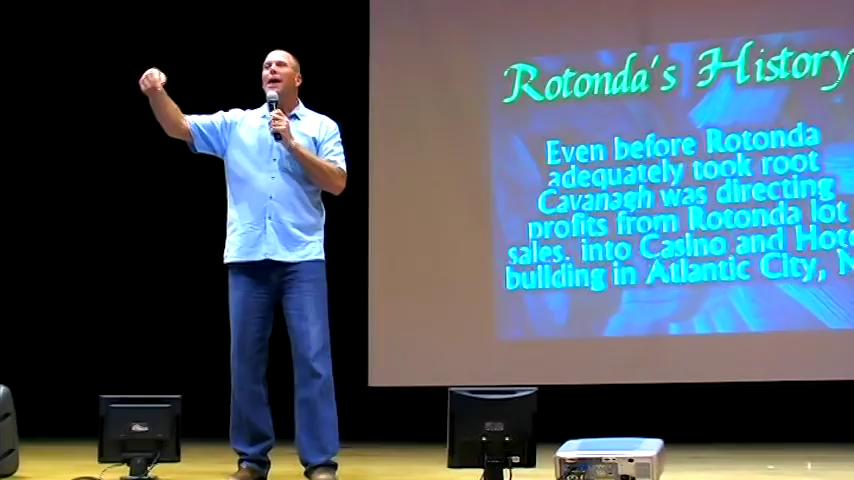 Rotonda's History
Even before Rotonda
adequately took root
Cavanagh was directing
profits from Rotonda lot
sales. into Casino and
building in Atlantic City,